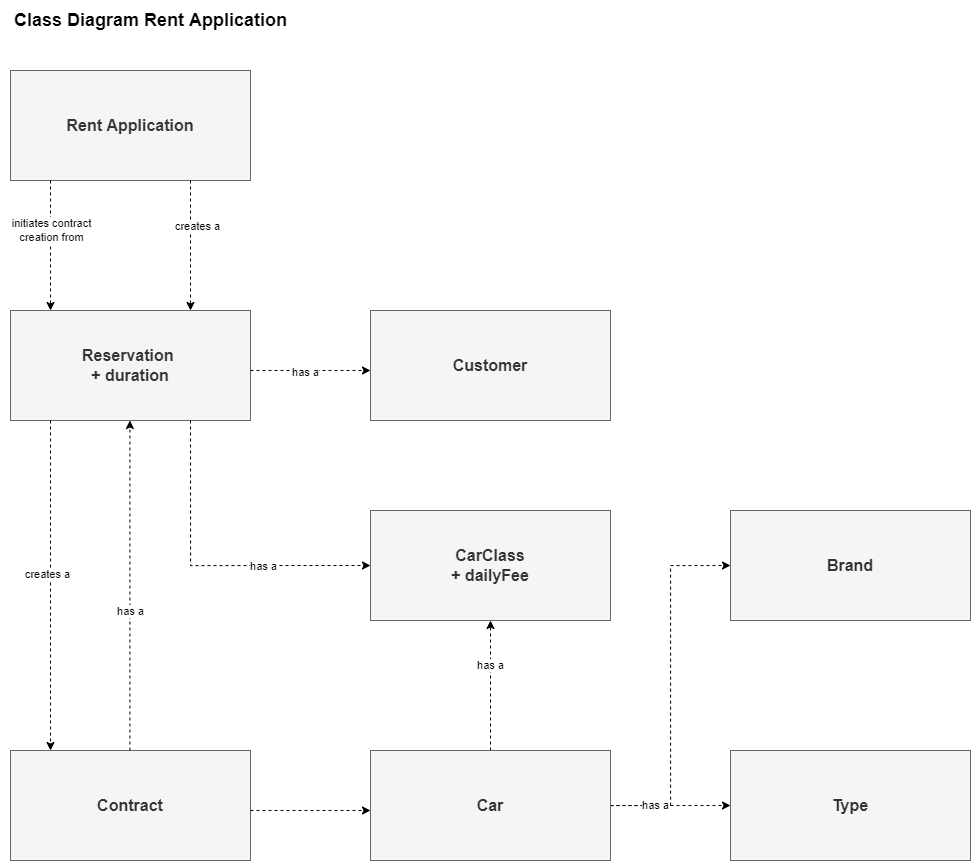 Class Diagram Rent Application
Rent Application
initiates contract
creation from
creates a
Reservation
+ duration
has a
Customer
creates a
has a
has a
CarClass
+ dailyFee
Brand
has a
Contract
Car
has a
Type